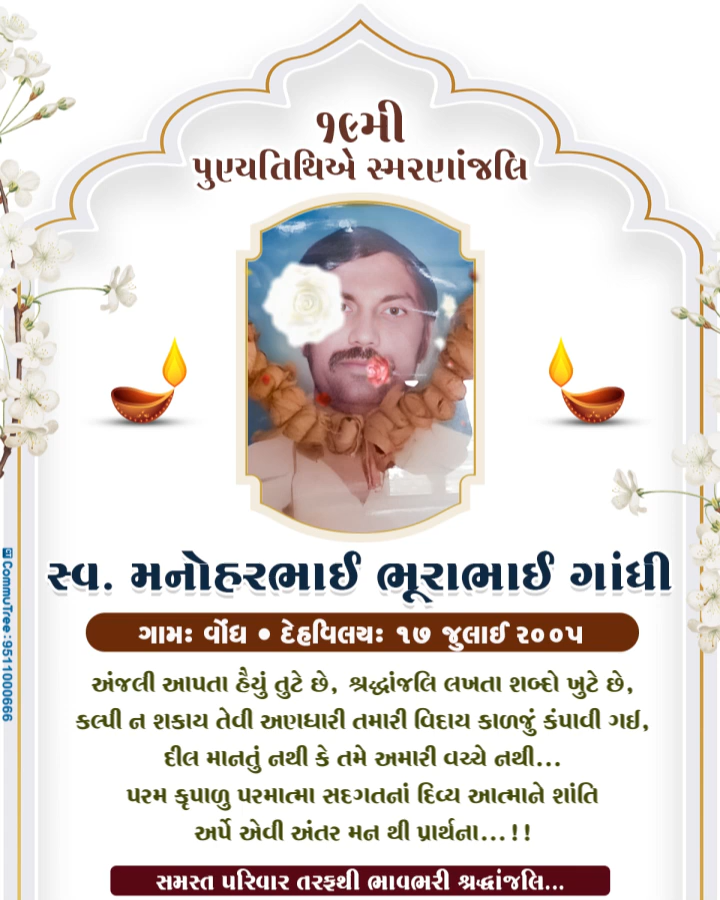 ૧૯મી
પુણ્યતિથિએ સ્મરણાંજલિ
સ્વ. મનોહરભાઈ ભૂરાભાઈ ગાંધી
ગામઃ વોંધ • દેહવિલયઃ ૧૭ જુલાઈ ૨૦૦૫
અંજલી આપતા હૈયું તુટે છે, શ્રદ્ધાંજલિ લખતા શબ્દો ખુટે છે,
કલ્પી ન શકાય તેવી અણધારી તમારી વિદાય કાળજું કંપાવી ગઈ,
દીલ માનતું નથી કે તમે અમારી વચ્ચે નથી...
પરમ કૃપાળુ પરમાત્મા સદગતનાં દિવ્ય આત્માને શાંતિ
અર્પે એવી અંતર મન થી પ્રાર્થના...!!
સમસ્ત પરિવાર તરફથી ભાવભરી શ્રદ્ધાંજલિ...
CommuTree : 9511000666